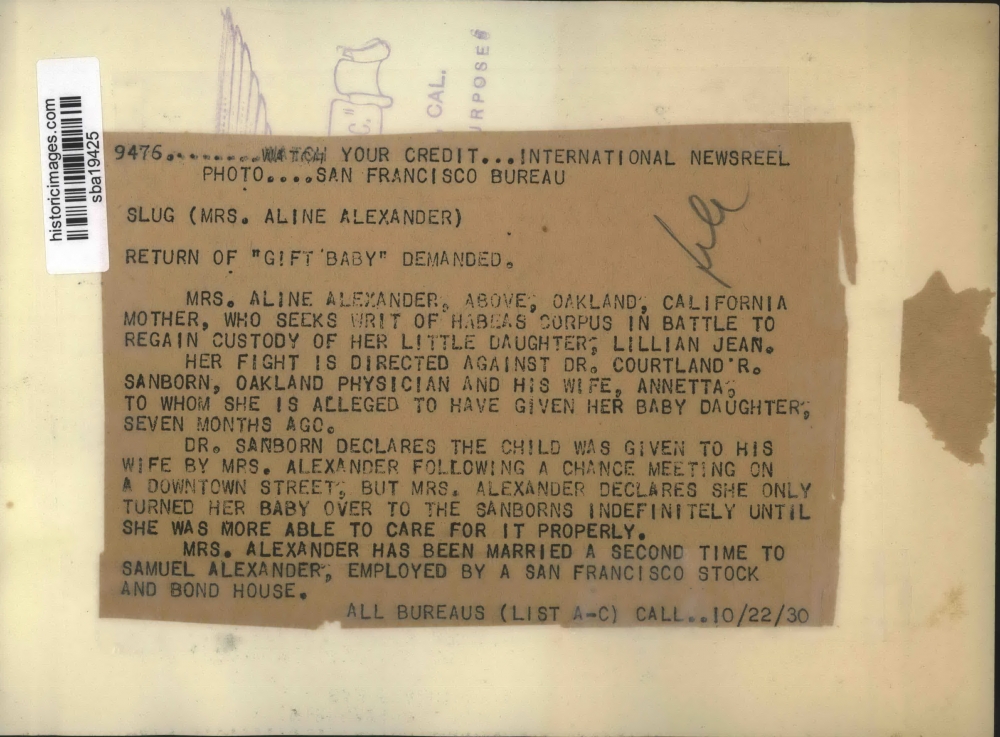 historicimages.com
sba19425
C."
, CAL.
URPOSES
9476.........WATCH YOUR CREDIT...INTERNATIONAL NEWSREEL
PHOTO....SAN FRANCISCO BUREAU
SLUG (MRS. ALINE ALEXANDER)
RETURN OF "GIFT BABY" DEMANDED.
MRS. ALINE ALEXANDER, ABOVE, OAKLAND, CALIFORNIA
MOTHER, WHO SEEKS WRIT OF HABEAS CORPUS IN BATTLE TO
REGAIN CUSTODY OF HER LITTLE DAUGHTER, LILLIAN JEAN.
HER FIGHT IS DIRECTED AGAINST DR. COURTLAND R.
SANBORN, OAKLAND PHYSICIAN AND HIS WIFE, ANNETTA,
TO WHOM SHE IS ALLEGED TO HAVE GIVEN HER BABY DAUGHTER,
SEVEN MONTHS AGO.
DR. SANBORN DECLARES THE CHILD WAS GIVEN TO HIS
WIFE BY MRS. ALEXANDER FOLLOWING A CHANCE MEETING ON
A DOWNTOWN STREET, BUT MRS. ALEXANDER DECLARES SHE ONLY
TURNED HER BABY OVER TO THE SANBORNS INDEFINITELY UNTIL
SHE WAS MORE ABLE TO CARE FOR IT PROPERLY.
MRS. ALEXANDER HAS BEEN MARRIED A SECOND TIME TO
SAMUEL ALEXANDER, EMPLOYED BY A SAN FRANCISCO STOCK
AND BOND HOUSE.
ALL BUREAUS (LIST A-C) CALL..10/22/30